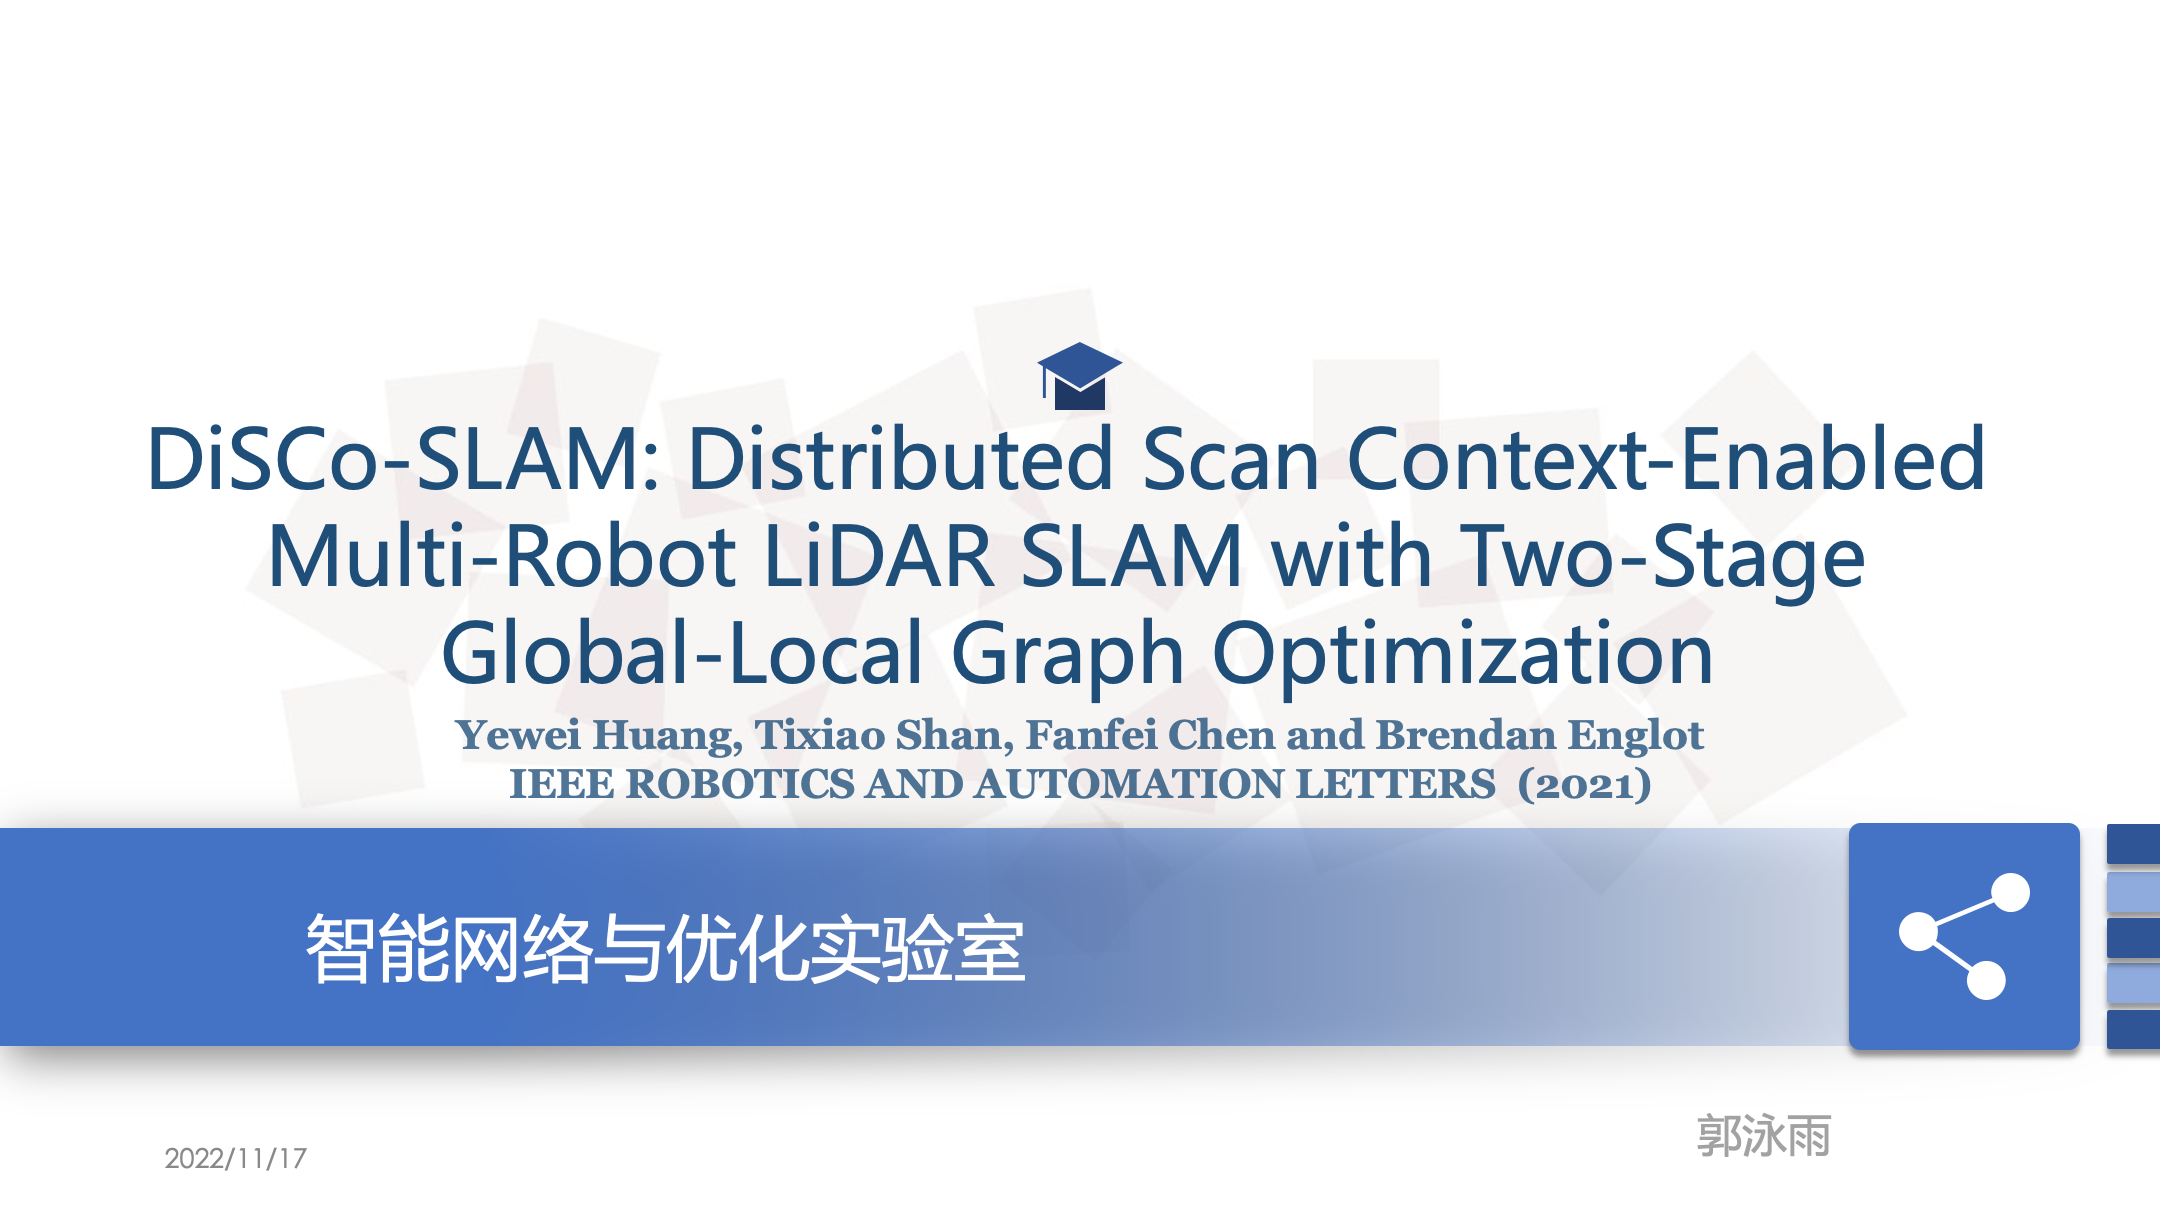 DiSCo-SLAM: Distributed Scan Context-Enabled
Multi-Robot LiDAR SLAM with Two-Stage
Global-Local Graph Optimization
Yewei Huang, Tixiao Shan, Fanfei Chen and Brendan Englot
IEEE ROBOTICS AND AUTOMATION LETTERS (2021)
智能网络与优化实验室
郭泳雨
2022/11/17